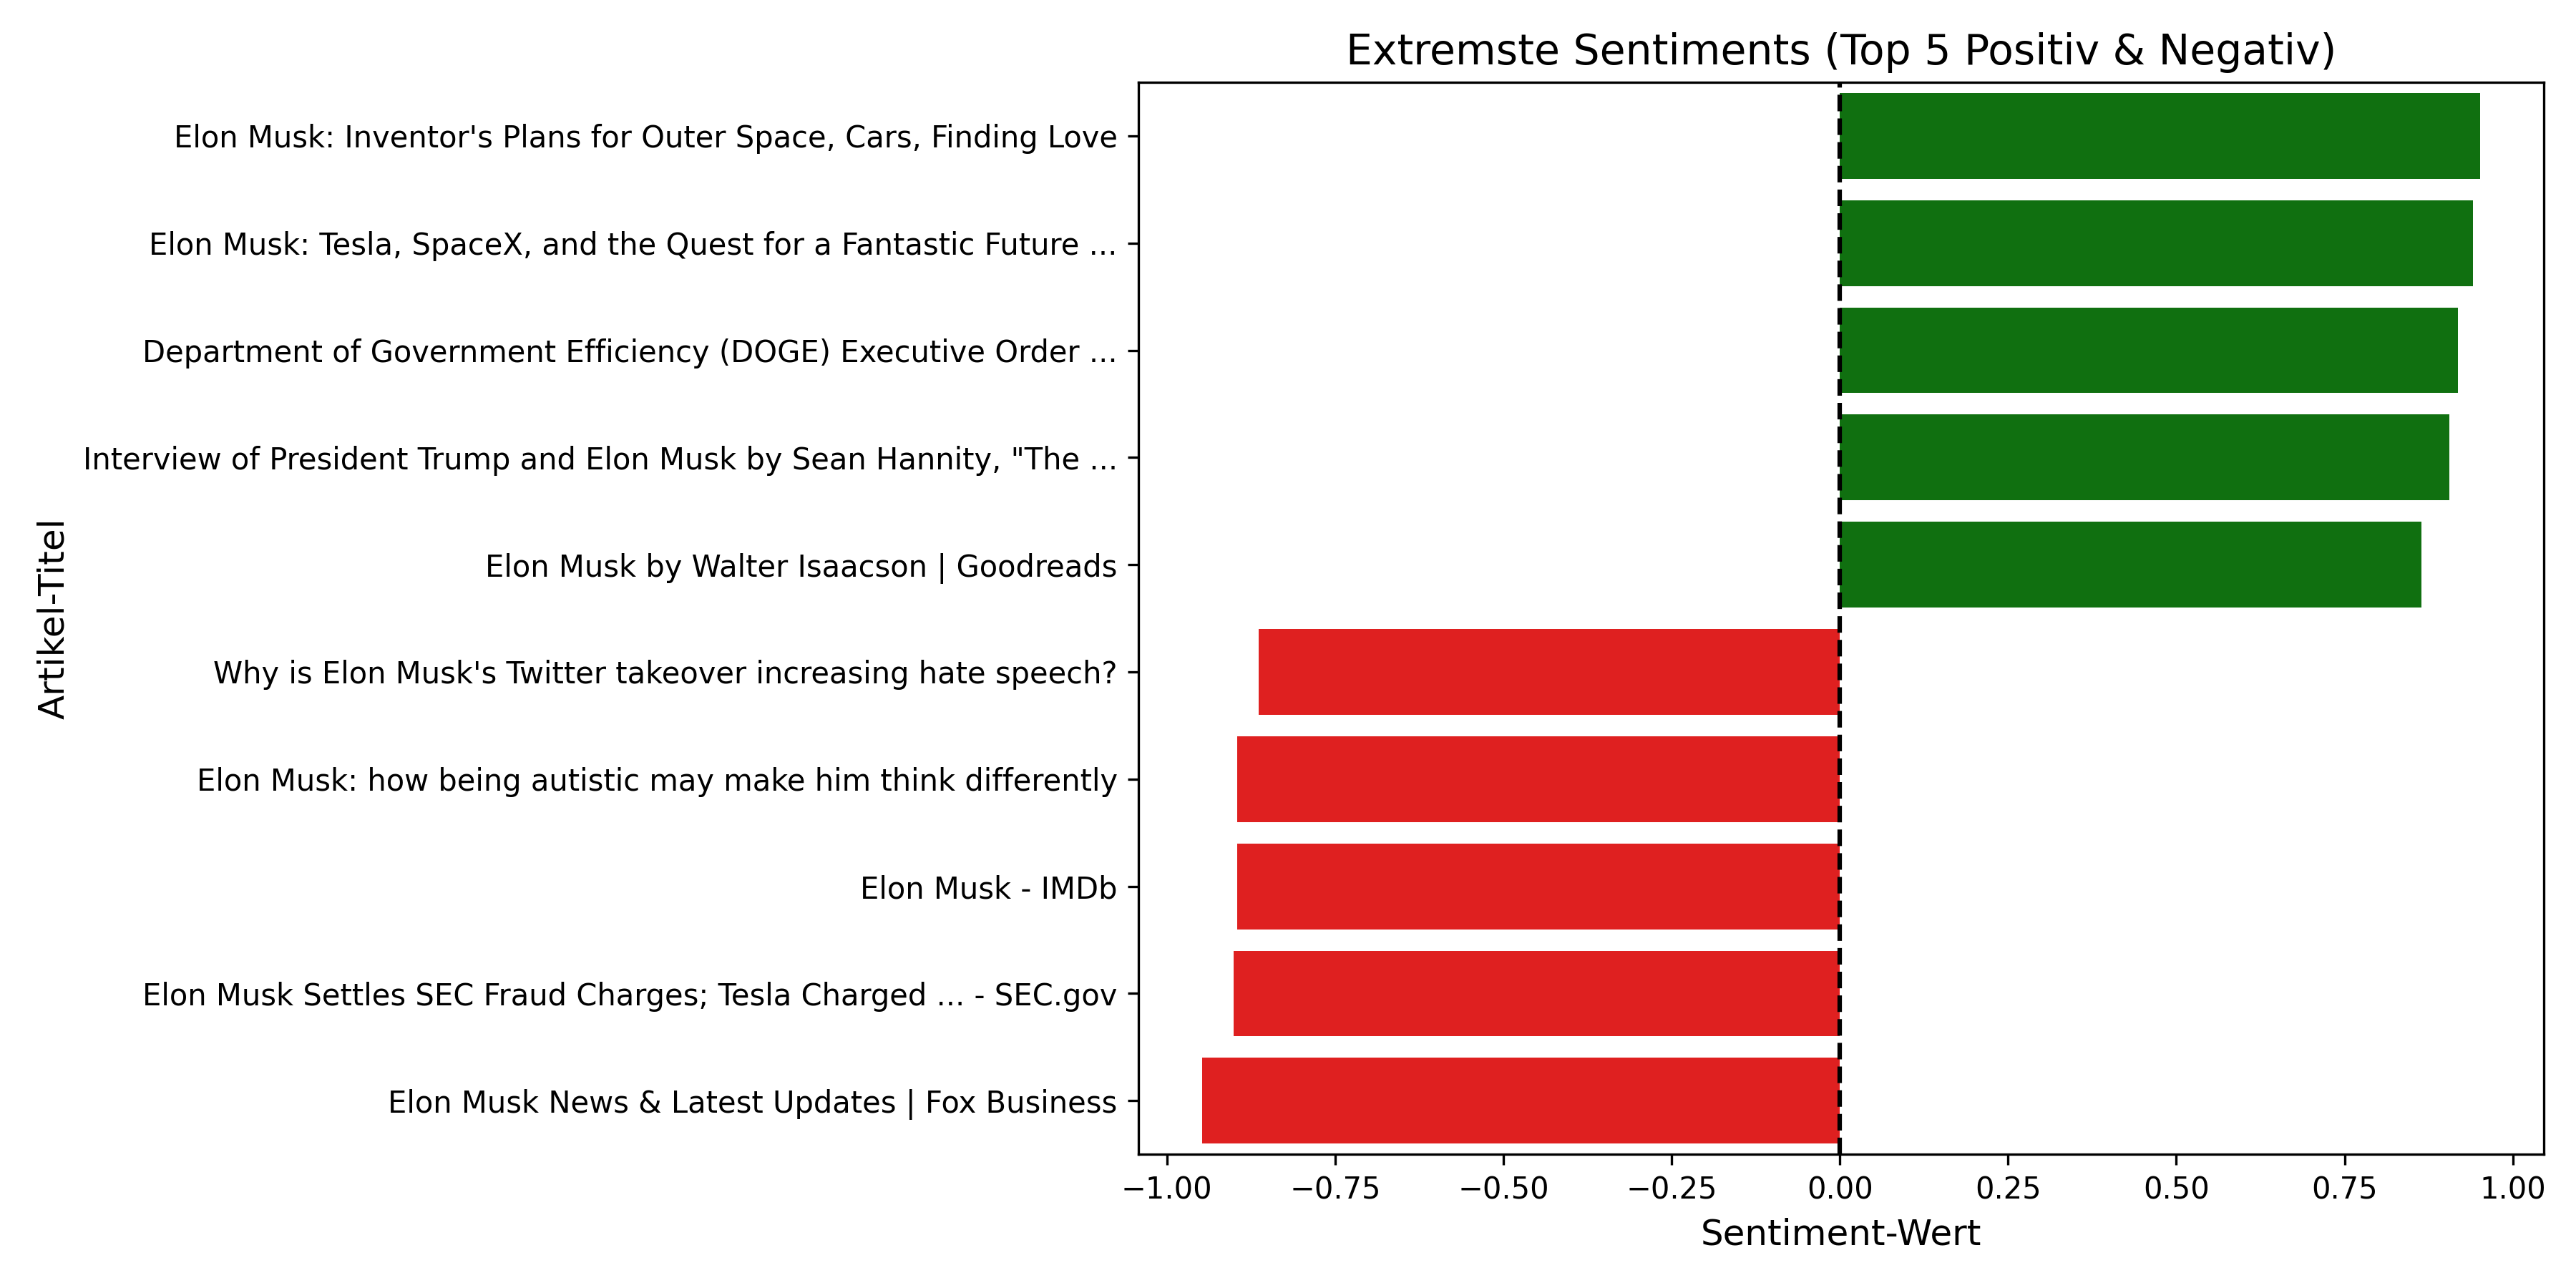 Extremste Sentiments (Top 5 Positiv & Negativ)
Artikel-Titel
Elon Musk: Inventor's Plans for Outer Space, Cars, Finding Love
Elon Musk: Tesla, SpaceX, and the Quest for a Fantastic Future ...
Department of Government Efficiency (DOGE) Executive Order ...
Interview of President Trump and Elon Musk by Sean Hannity, "The ...
Elon Musk by Walter Isaacson | Goodreads
Why is Elon Musk's Twitter takeover increasing hate speech?
Elon Musk: how being autistic may make him think differently
Elon Musk - IMDb
Elon Musk Settles SEC Fraud Charges; Tesla Charged ... - SEC.gov
Elon Musk News & Latest Updates | Fox Business
−1.00 −0.75 −0.50 −0.25 0.00 0.25 0.50 0.75 1.00
Sentiment-Wert